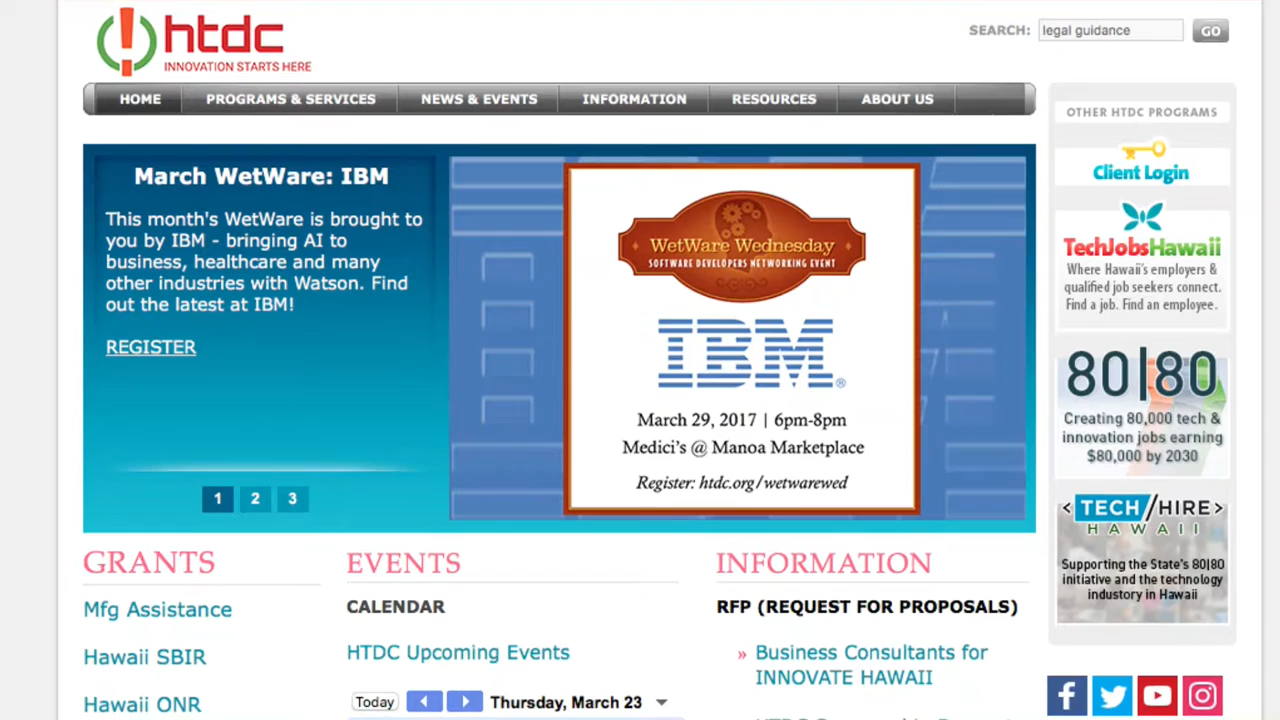 htdc
INNOVATION STARTS HERE
SEARCH: legal guidance GO
HOME PROGRAMS & SERVICES NEWS & EVENTS INFORMATION RESOURCES ABOUT US
March WetWare: IBM
This month's WetWare is brought to
you by IBM - bringing AI to
business, healthcare and many
other industries with Watson. Find
out the latest at IBM!
REGISTER
1 2 3
WetWare Wednesday
SOFTWARE DEVELOPERS NETWORKING EVENT
IBM®
March 29, 2017 | 6pm-8pm
Medici's @ Manoa Marketplace
Register: htdc.org/wetwarewed
OTHER HTDC PROGRAMS
Client Login
TechJobsHawaii
Where Hawaii's employers &
qualified job seekers connect.
Find a job. Find an employee.
80|80
Creating 80,000 tech &
innovation jobs earning
$80,000 by 2030
<TECH/HIRE>
HAWAII
Supporting the State's 80|80
initiative and the technology
industory in Hawaii
GRANTS
Mfg Assistance
Hawaii SBIR
Hawaii ONR
EVENTS
CALENDAR
HTDC Upcoming Events
Today Thursday, March 23
INFORMATION
RFP (REQUEST FOR PROPOSALS)
» Business Consultants for
INNOVATE HAWAII